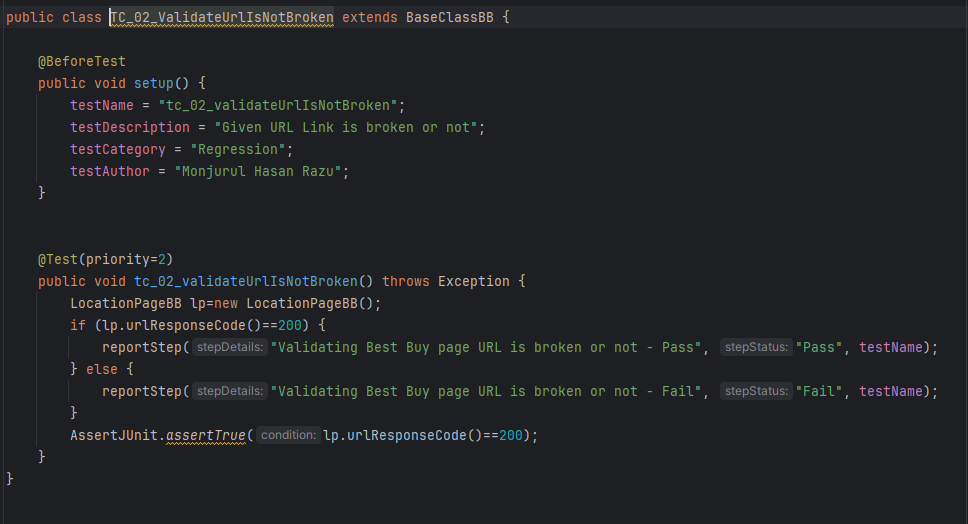 public class TC_02_ValidateUrlIsNotBroken extends BaseClassBB {
@BeforeTest
public void setup() {
testName = "tc_02_validateUrlIsNotBroken";
testDescription = "Given URL Link is broken or not";
testCategory = "Regression";
testAuthor = "Monjurul Hasan Razu";
}
@Test(priority=2)
public void tc_02_validateUrlIsNotBroken() throws Exception {
LocationPageBB lp=new LocationPageBB();
if (lp.urlResponseCode()==200) {
reportStep( stepDetails: "Validating Best Buy page URL is broken or not - Pass", stepStatus: "Pass", testName);
} else {
reportStep( stepDetails: "Validating Best Buy page URL is broken or not - Fail", stepStatus: "Fail", testName);
}
AssertJUnit.assertTrue( condition: lp.urlResponseCode()==200);
}
}